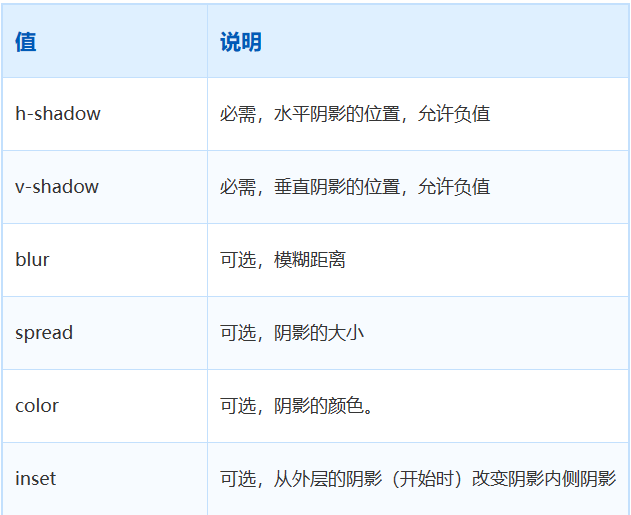 值 说明
h-shadow 必需，水平阴影的位置，允许负值
v-shadow 必需，垂直阴影的位置，允许负值
blur 可选，模糊距离
spread 可选，阴影的大小
color 可选，阴影的颜色。
inset 可选，从外层的阴影（开始时）改变阴影内侧阴影